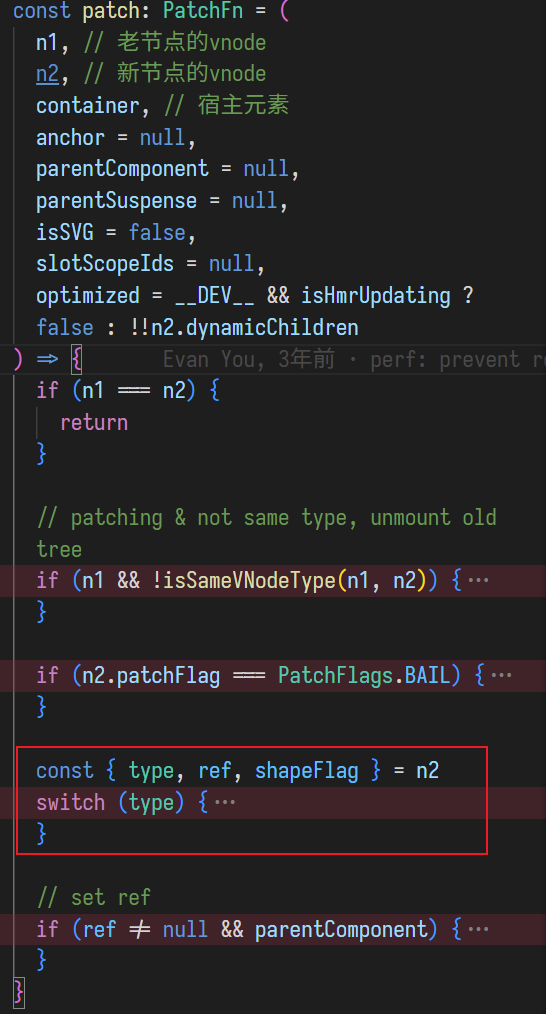 const patch: PatchFn = (
n1, // 老节点的vnode
n2, // 新节点的vnode
container, // 宿主元素
anchor = null,
parentComponent = null,
parentSuspense = null,
isSVG = false,
slotScopeIds = null,
optimized = __DEV__ && isHmrUpdating ?
false : !!n2.dynamicChildren
) => { Evan You, 3年前 · perf: prevent
if (n1 === n2) {
return
}
// patching & not same type, unmount old
tree
if (n1 && !isSameVNodeType(n1, n2)) {⋯
}
if (n2.patchFlag === PatchFlags.BAIL) {⋯
}
const { type, ref, shapeFlag } = n2
switch (type) {⋯
}
// set ref
if (ref != null && parentComponent) {⋯
}
}